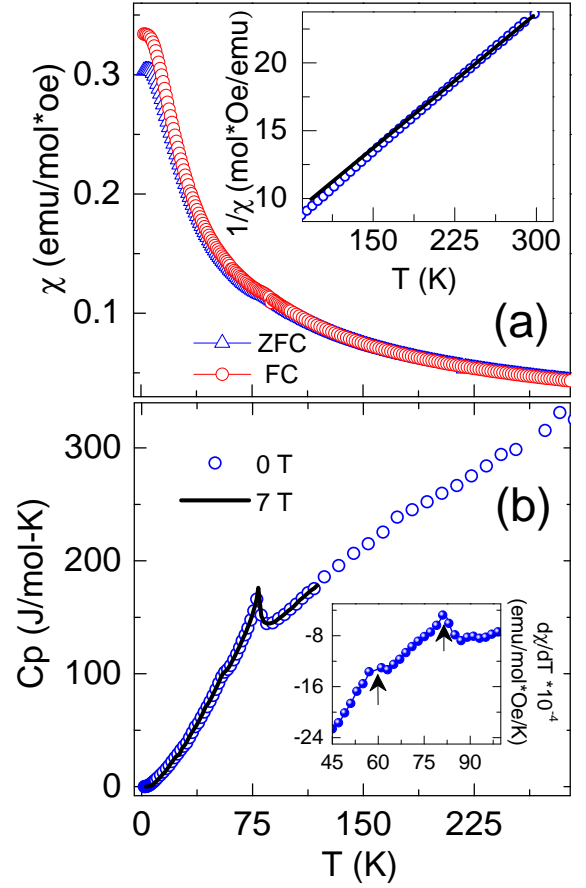 0.3
0.2
0.1
χ (emu/mol*oe)
20
15
10
1/χ (mol*Oe/emu)
150 225 300
T (K)
(a)
ZFC
FC
300
200
100
0
Cp (J/mol-K)
0 T
7 T
(b)
-8
-16
-24
dχ/dT *10⁻⁴
(emu/mol*Oe/K)
45 60 75 90
0 75 150 225
T (K)